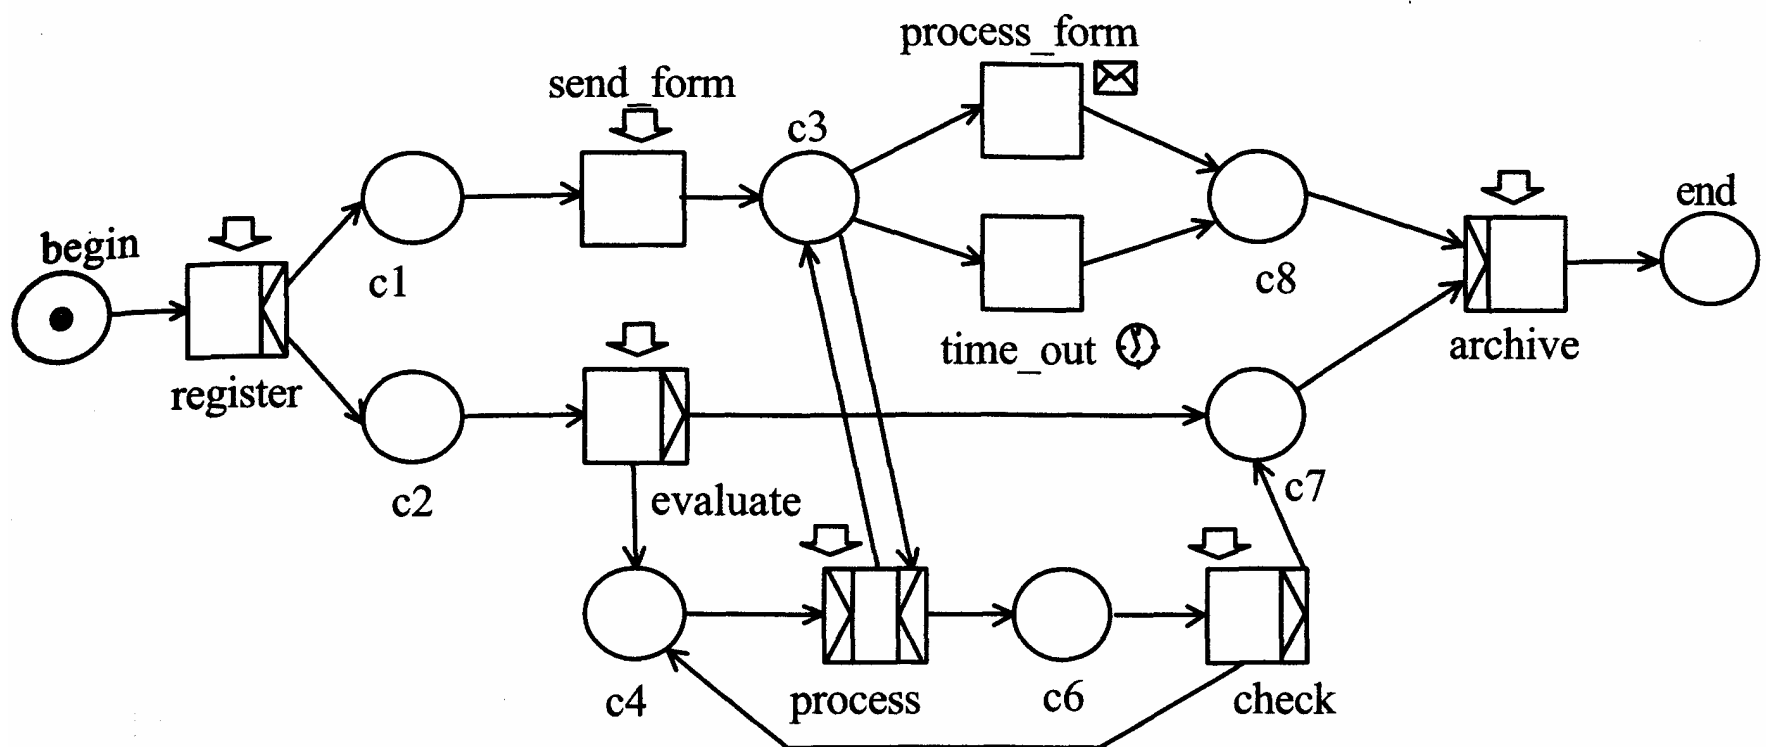 process_form
send_form
c3
begin
end
c1
c8
time_out
archive
register
c2
evaluate
c7
c4
process
c6
check